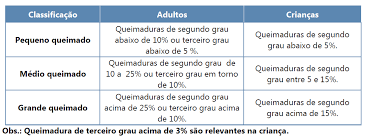 Classificação Adultos Crianças
Queimaduras de segundo grau
Pequeno queimado abaixo de 10% ou terceiro grau Queimaduras de segundo
abaixo de 5 %. grau abaixo de 5%.
Queimaduras de segundo grau de
Médio queimado 10 a 25% ou terceiro grau em torno Queimaduras de segundo
de 10%. grau entre 5 e 15%.
Queimaduras de segundo grau
Grande queimado acima de 25% ou terceiro grau acima Queimaduras de segundo
de 10%. grau acima de 15%.
Obs.: Queimadura de terceiro grau acima de 3% são relevantes na criança.